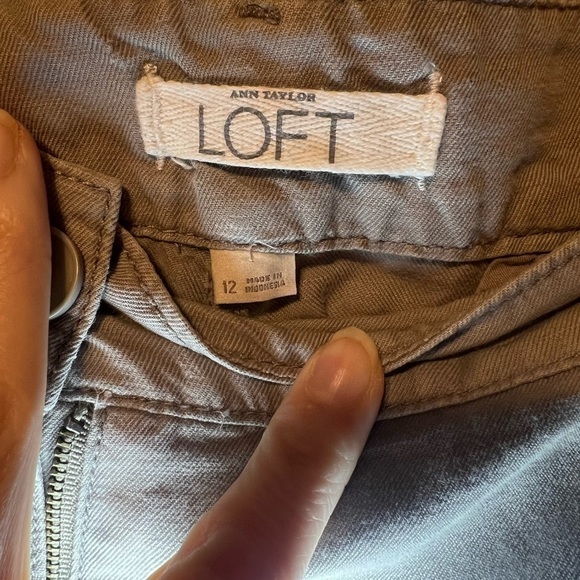 ANN TAYLOR
LOFT
12 MADE IN
INDONESIA